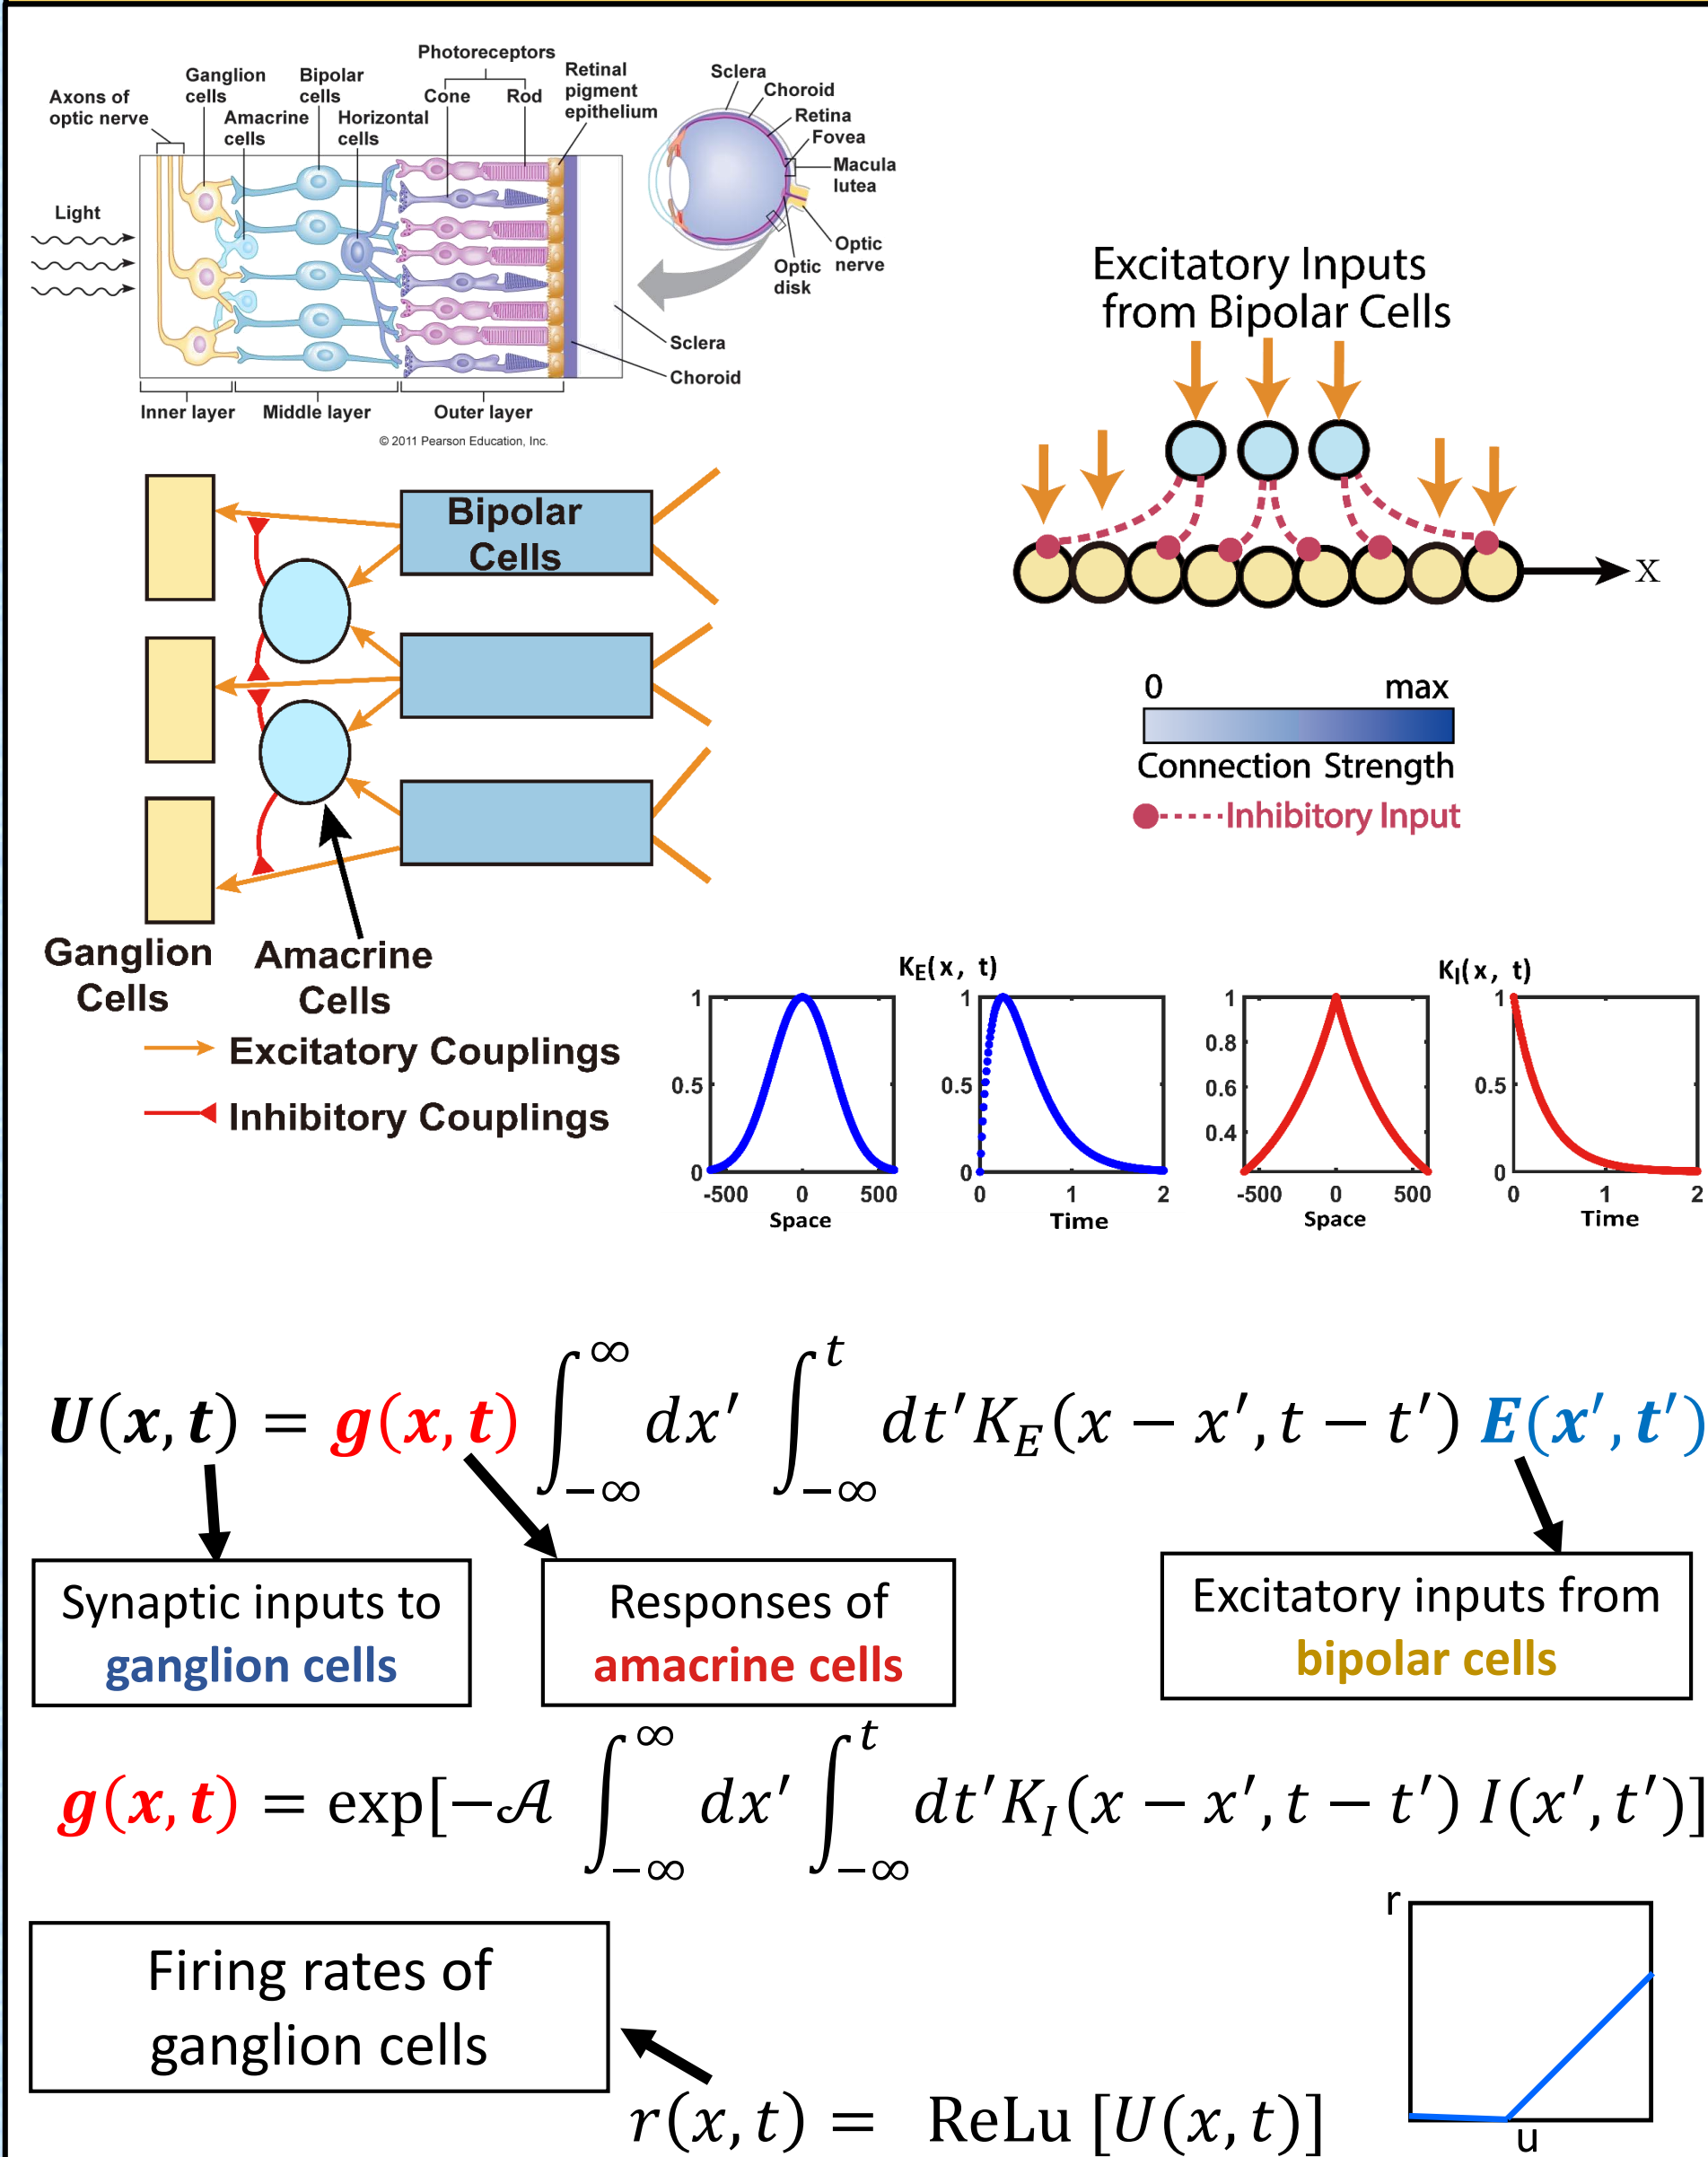 Photoreceptors
Ganglion cells
Bipolar cells
Cone
Rod
Retinal pigment epithelium
Axons of optic nerve
Amacrine cells
Horizontal cells
Light
Inner layer
Middle layer
Outer layer
© 2011 Pearson Education, Inc.
Sclera
Choroid
Retina
Fovea
Macula lutea
Optic nerve
Optic disk
Sclera
Choroid
Excitatory Inputs
from Bipolar Cells
X
0 max
Connection Strength
Inhibitory Input
Bipolar
Cells
Ganglion
Cells
Amacrine
Cells
Excitatory Couplings
Inhibitory Couplings
K_E(x, t)
1
0.5
0
-500 0 500
Space
1
0.5
0
0 1 2
Time
K_I(x, t)
1
0.8
0.6
0.4
-500 0 500
Space
1
0.5
0
0 1 2
Time
U(x, t) = g(x, t) ∫_{−∞}^{∞} dx′ ∫_{−∞}^{t} dt′K_E(x − x′, t − t′) E(x′, t′)
Synaptic inputs to
ganglion cells
Responses of
amacrine cells
Excitatory inputs from
bipolar cells
g(x, t) = exp[−𝒜 ∫_{−∞}^{∞} dx′ ∫_{−∞}^{t} dt′K_I(x − x′, t − t′) I(x′, t′)]
Firing rates of
ganglion cells
r(x, t) = ReLu [U(x, t)]
r
u